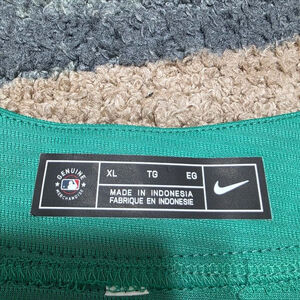 GENUINE
MERCHANDISE
XL TG EG
MADE IN INDONESIA
FABRIQUE EN INDONESIE